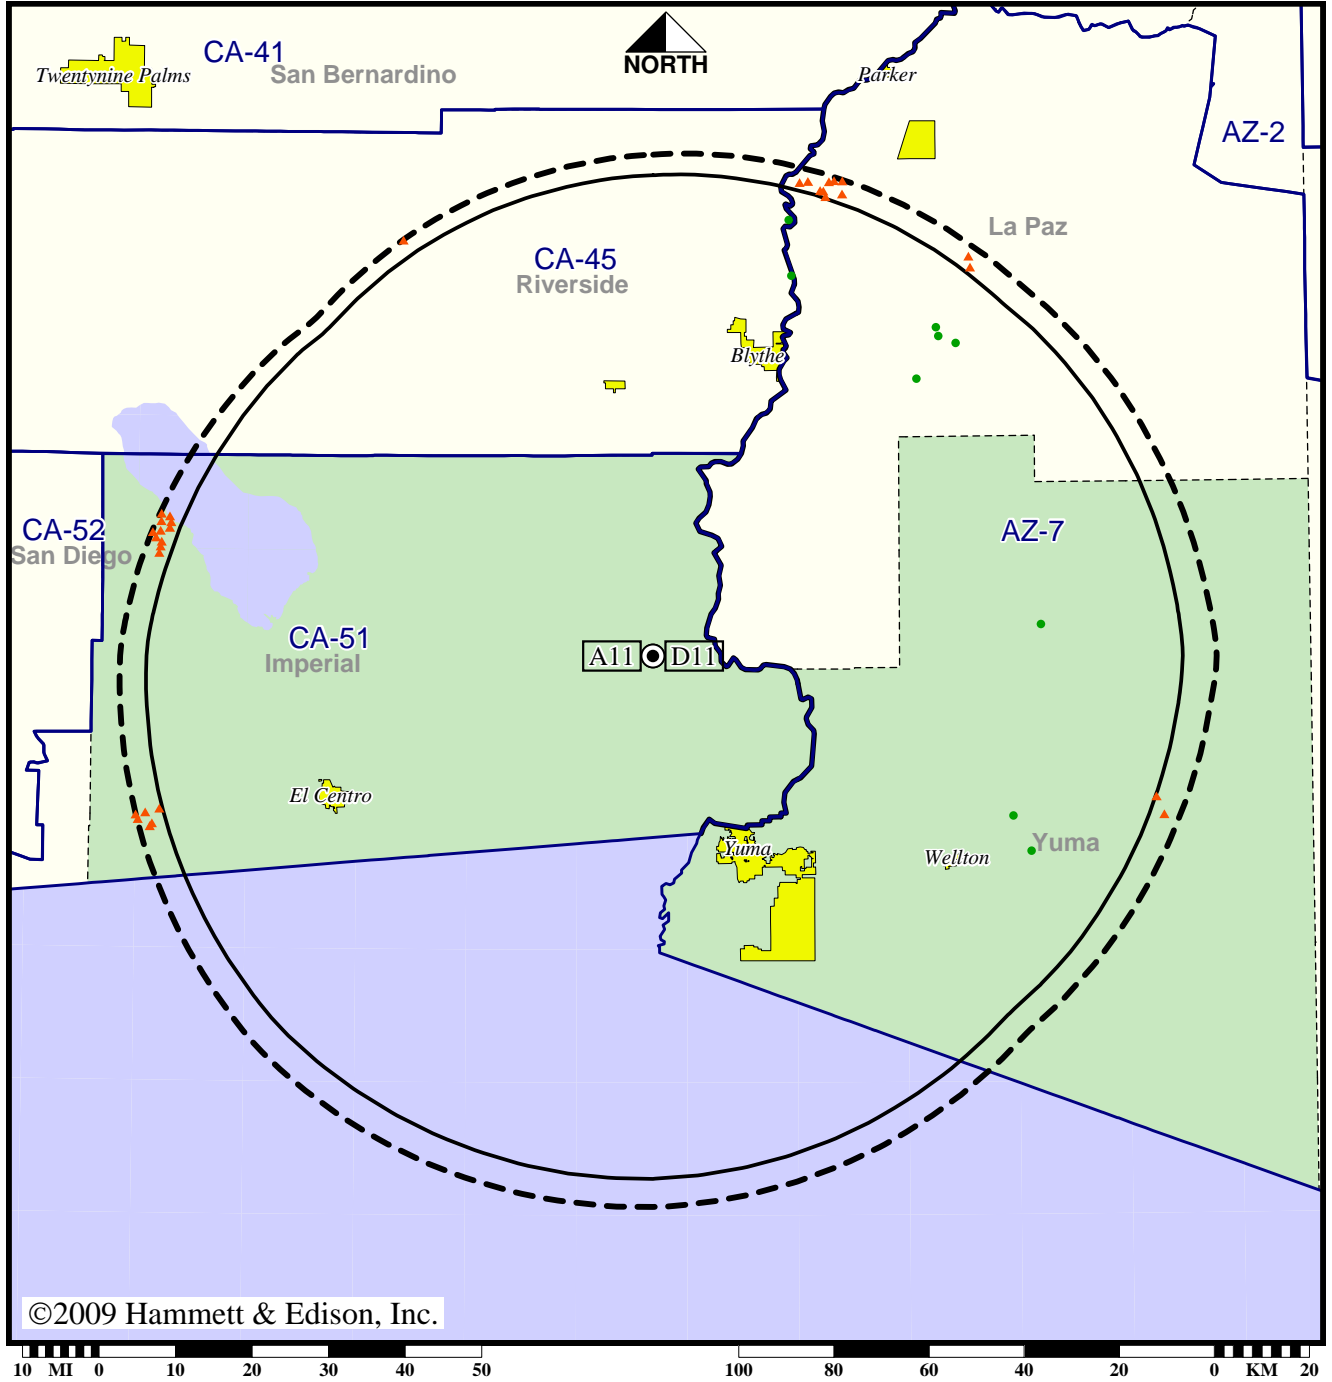 CA-41
San Bernardino
Twentynine Palms
NORTH
Parker
AZ-2
La Paz
CA-45
Riverside
Blythe
CA-52
San Diego
AZ-7
CA-51
Imperial
A11
D11
El Centro
Yuma
Wellton
Yuma
©2009 Hammett & Edison, Inc.
10 MI 0 10 20 30 40 50 100 80 60 40 20 0 KM 20